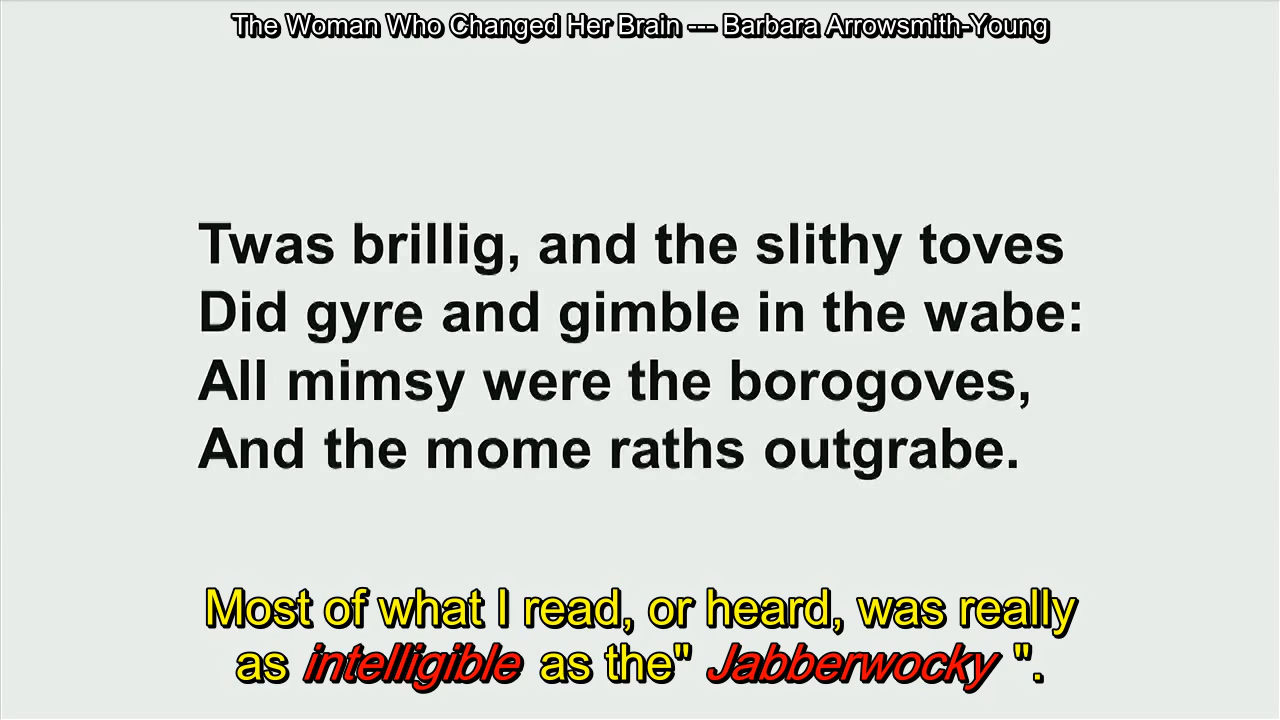 The Woman Who Changed Her Brain --- Barbara Arrowsmith-Young
Twas brillig, and the slithy toves
Did gyre and gimble in the wabe:
All mimsy were the borogoves,
And the mome raths outgrabe.
Most of what I read, or heard, was really
as intelligible as the" Jabberwocky ".